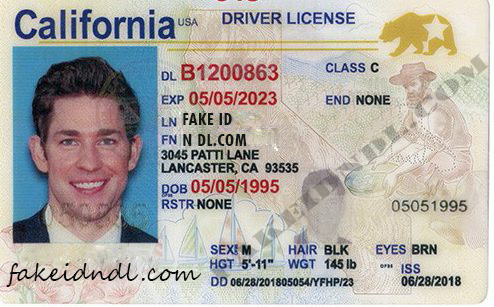 California USA DRIVER LICENSE
FAKEIDNDL.COM
DL B1200863 CLASS C
EXP 05/05/2023 END NONE
LN FAKE ID
FN N DL.COM
3045 PATTI LANE
LANCASTER, CA 93535
DOB 05/05/1995
RSTR NONE
05051995
SEX M HAIR BLK EYES BRN
HGT 5'-11" WGT 145 lb ISS
DD 06/28/201805054/YFHP/23 06/28/2018
fakeidndl.com